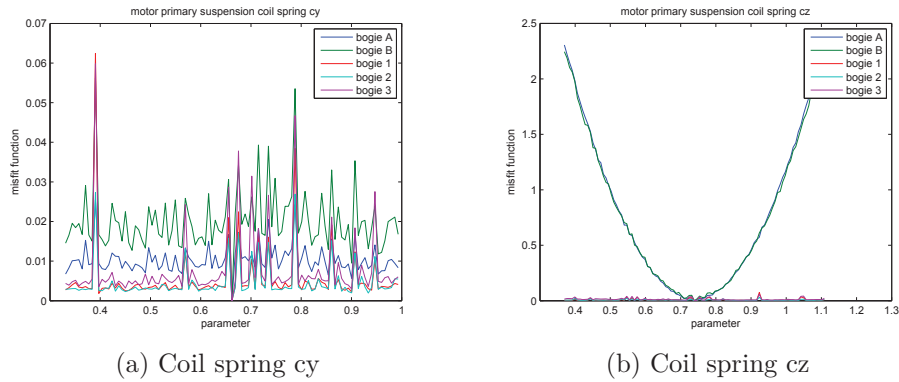 motor primary suspension coil spring cy
misfit function
0.07
0.06
0.05
0.04
0.03
0.02
0.01
0
0.4
0.5
0.6
0.7
0.8
0.9
1
parameter
bogie A
bogie B
bogie 1
bogie 2
bogie 3
(a) Coil spring cy
motor primary suspension coil spring cz
misfit function
2.5
2
1.5
1
0.5
0
0.4
0.5
0.6
0.7
0.8
0.9
1
1.1
1.2
1.3
parameter
bogie A
bogie B
bogie 1
bogie 2
bogie 3
(b) Coil spring cz